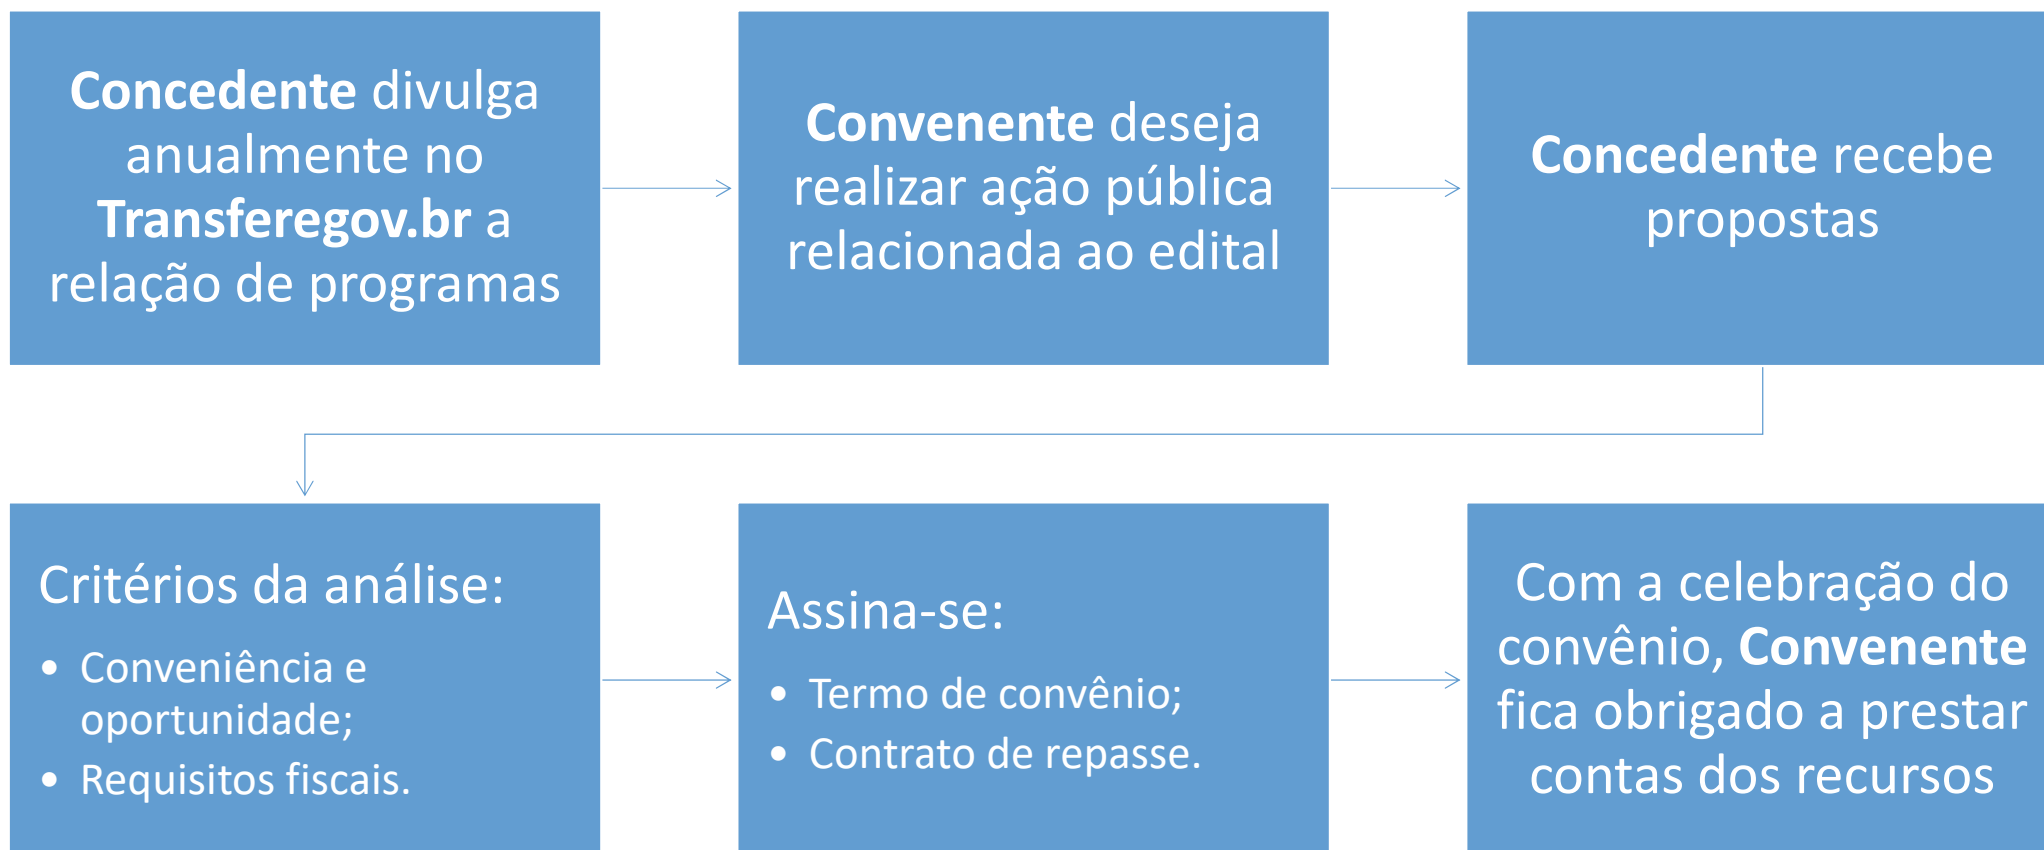 Concedente divulga
anualmente no
Transferegov.br a
relação de programas
Convenente deseja
realizar ação pública
relacionada ao edital
Concedente recebe
propostas
Critérios da análise:
• Conveniência e
oportunidade;
• Requisitos fiscais.
Assina-se:
• Termo de convênio;
• Contrato de repasse.
Com a celebração do
convênio, Convenente
fica obrigado a prestar
contas dos recursos